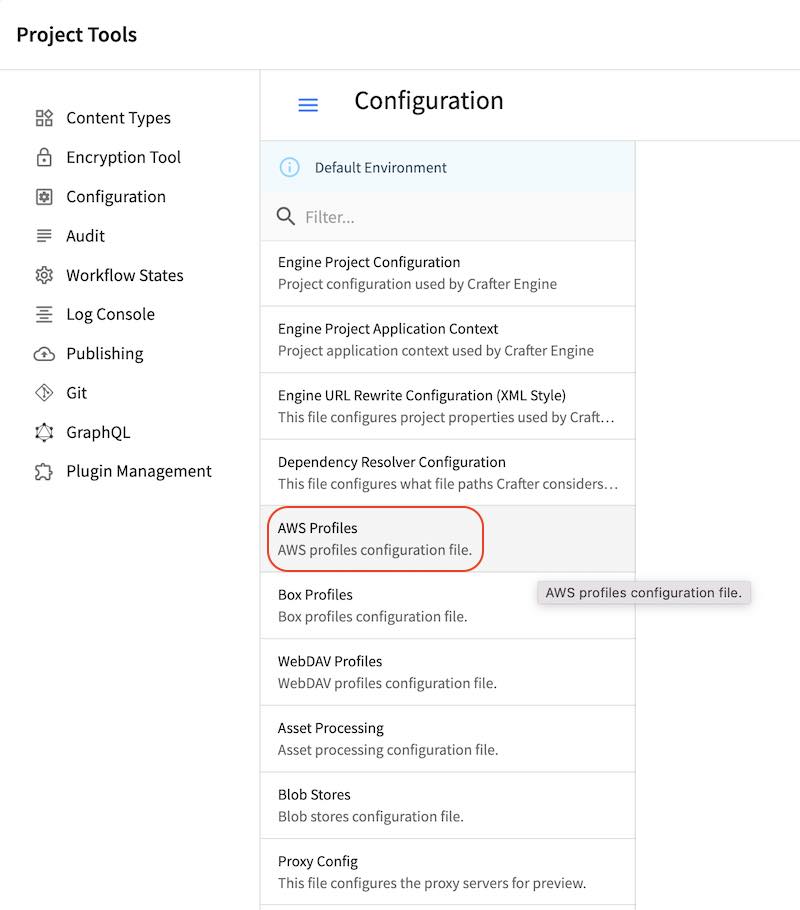 Project Tools
Content Types
Encryption Tool
Configuration
Audit
Workflow States
Log Console
Publishing
Git
GraphQL
Plugin Management
Configuration
Default Environment
Filter...
Engine Project Configuration
Project configuration used by Crafter Engine
Engine Project Application Context
Project application context used by Crafter Engine
Engine URL Rewrite Configuration (XML Style)
This file configures project properties used by Craft…
Dependency Resolver Configuration
This file configures what file paths Crafter considers…
AWS Profiles
AWS profiles configuration file.
AWS profiles configuration file.
Box Profiles
Box profiles configuration file.
WebDAV Profiles
WebDAV profiles configuration file.
Asset Processing
Asset processing configuration file.
Blob Stores
Blob stores configuration file.
Proxy Config
This file configures the proxy servers for preview.